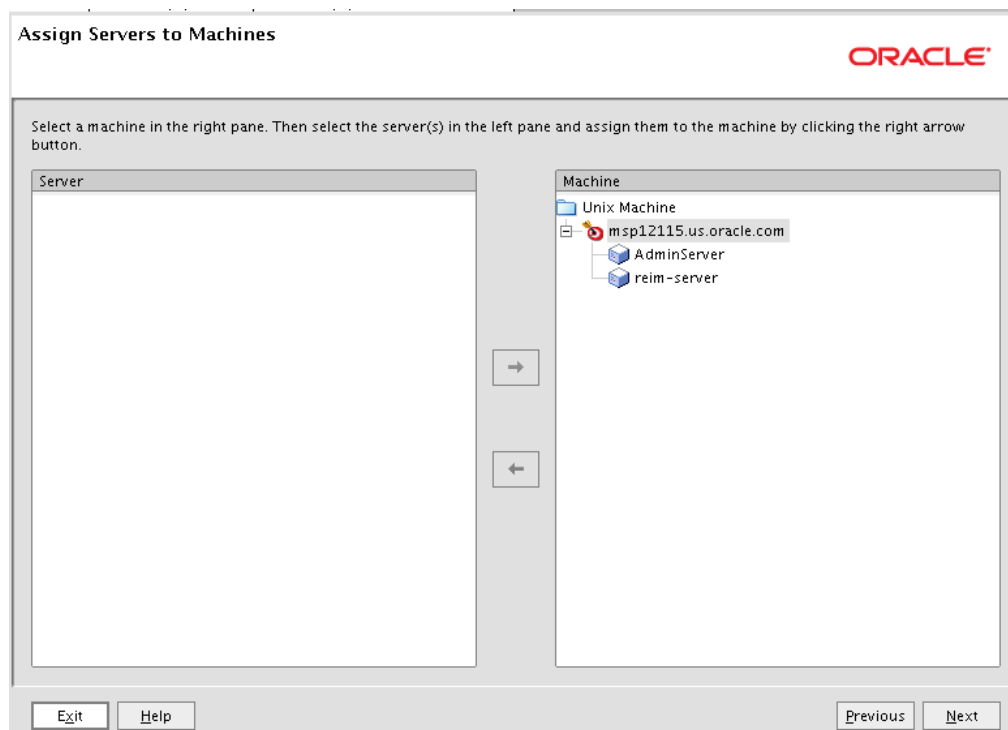 Assign Servers to Machines
ORACLE
Select a machine in the right pane. Then select the server(s) in the left pane and assign them to the machine by clicking the right arrow
button.
Server
Machine
Unix Machine
msp12115.us.oracle.com
AdminServer
reim-server
Exit
Help
Previous
Next